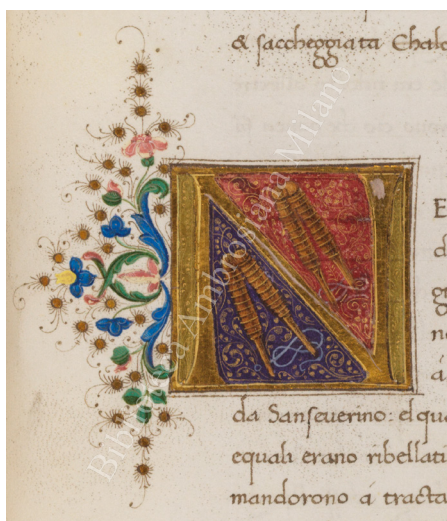 & saccheggiata Chalc
N
E
d
g
n
á
da Sanseuerino: el qua
equali erano ribellati
mandorono á tracta
Biblioteca Ambrosiana Milano